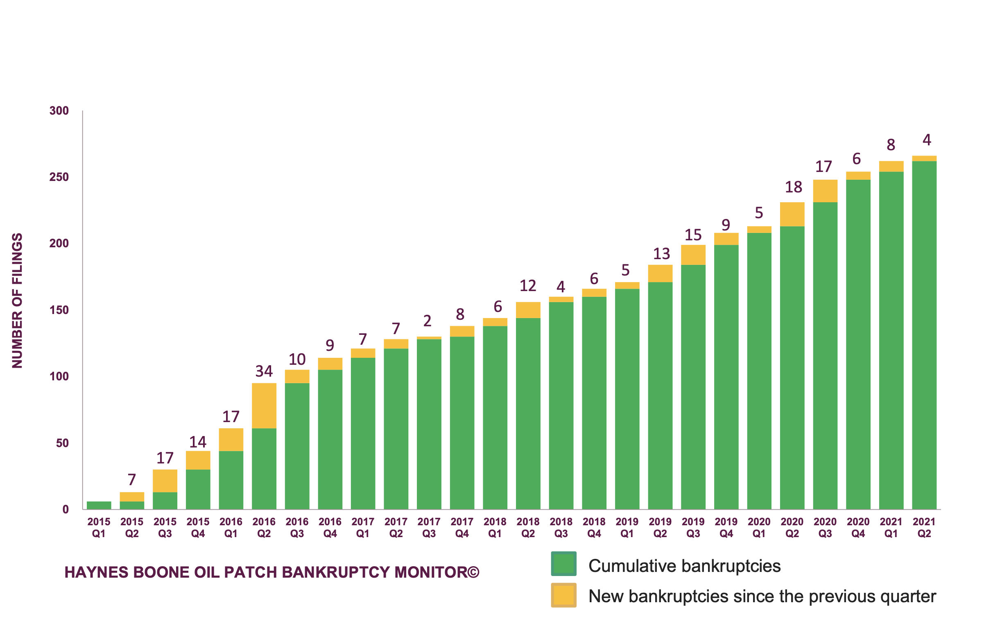 300
250
200
150
100
50
0
NUMBER OF FILINGS
7
17
14
17
34
10
9
7
7
2
8
6
12
4
6
5
13
15
9
5
18
17
6
8
4
2015 Q1
2015 Q2
2015 Q3
2015 Q4
2016 Q1
2016 Q2
2016 Q3
2016 Q4
2017 Q1
2017 Q2
2017 Q3
2017 Q4
2018 Q1
2018 Q2
2018 Q3
2018 Q4
2019 Q1
2019 Q2
2019 Q3
2019 Q4
2020 Q1
2020 Q2
2020 Q3
2020 Q4
2021 Q1
2021 Q2
HAYNES BOONE OIL PATCH BANKRUPTCY MONITOR©
Cumulative bankruptcies
New bankruptcies since the previous quarter